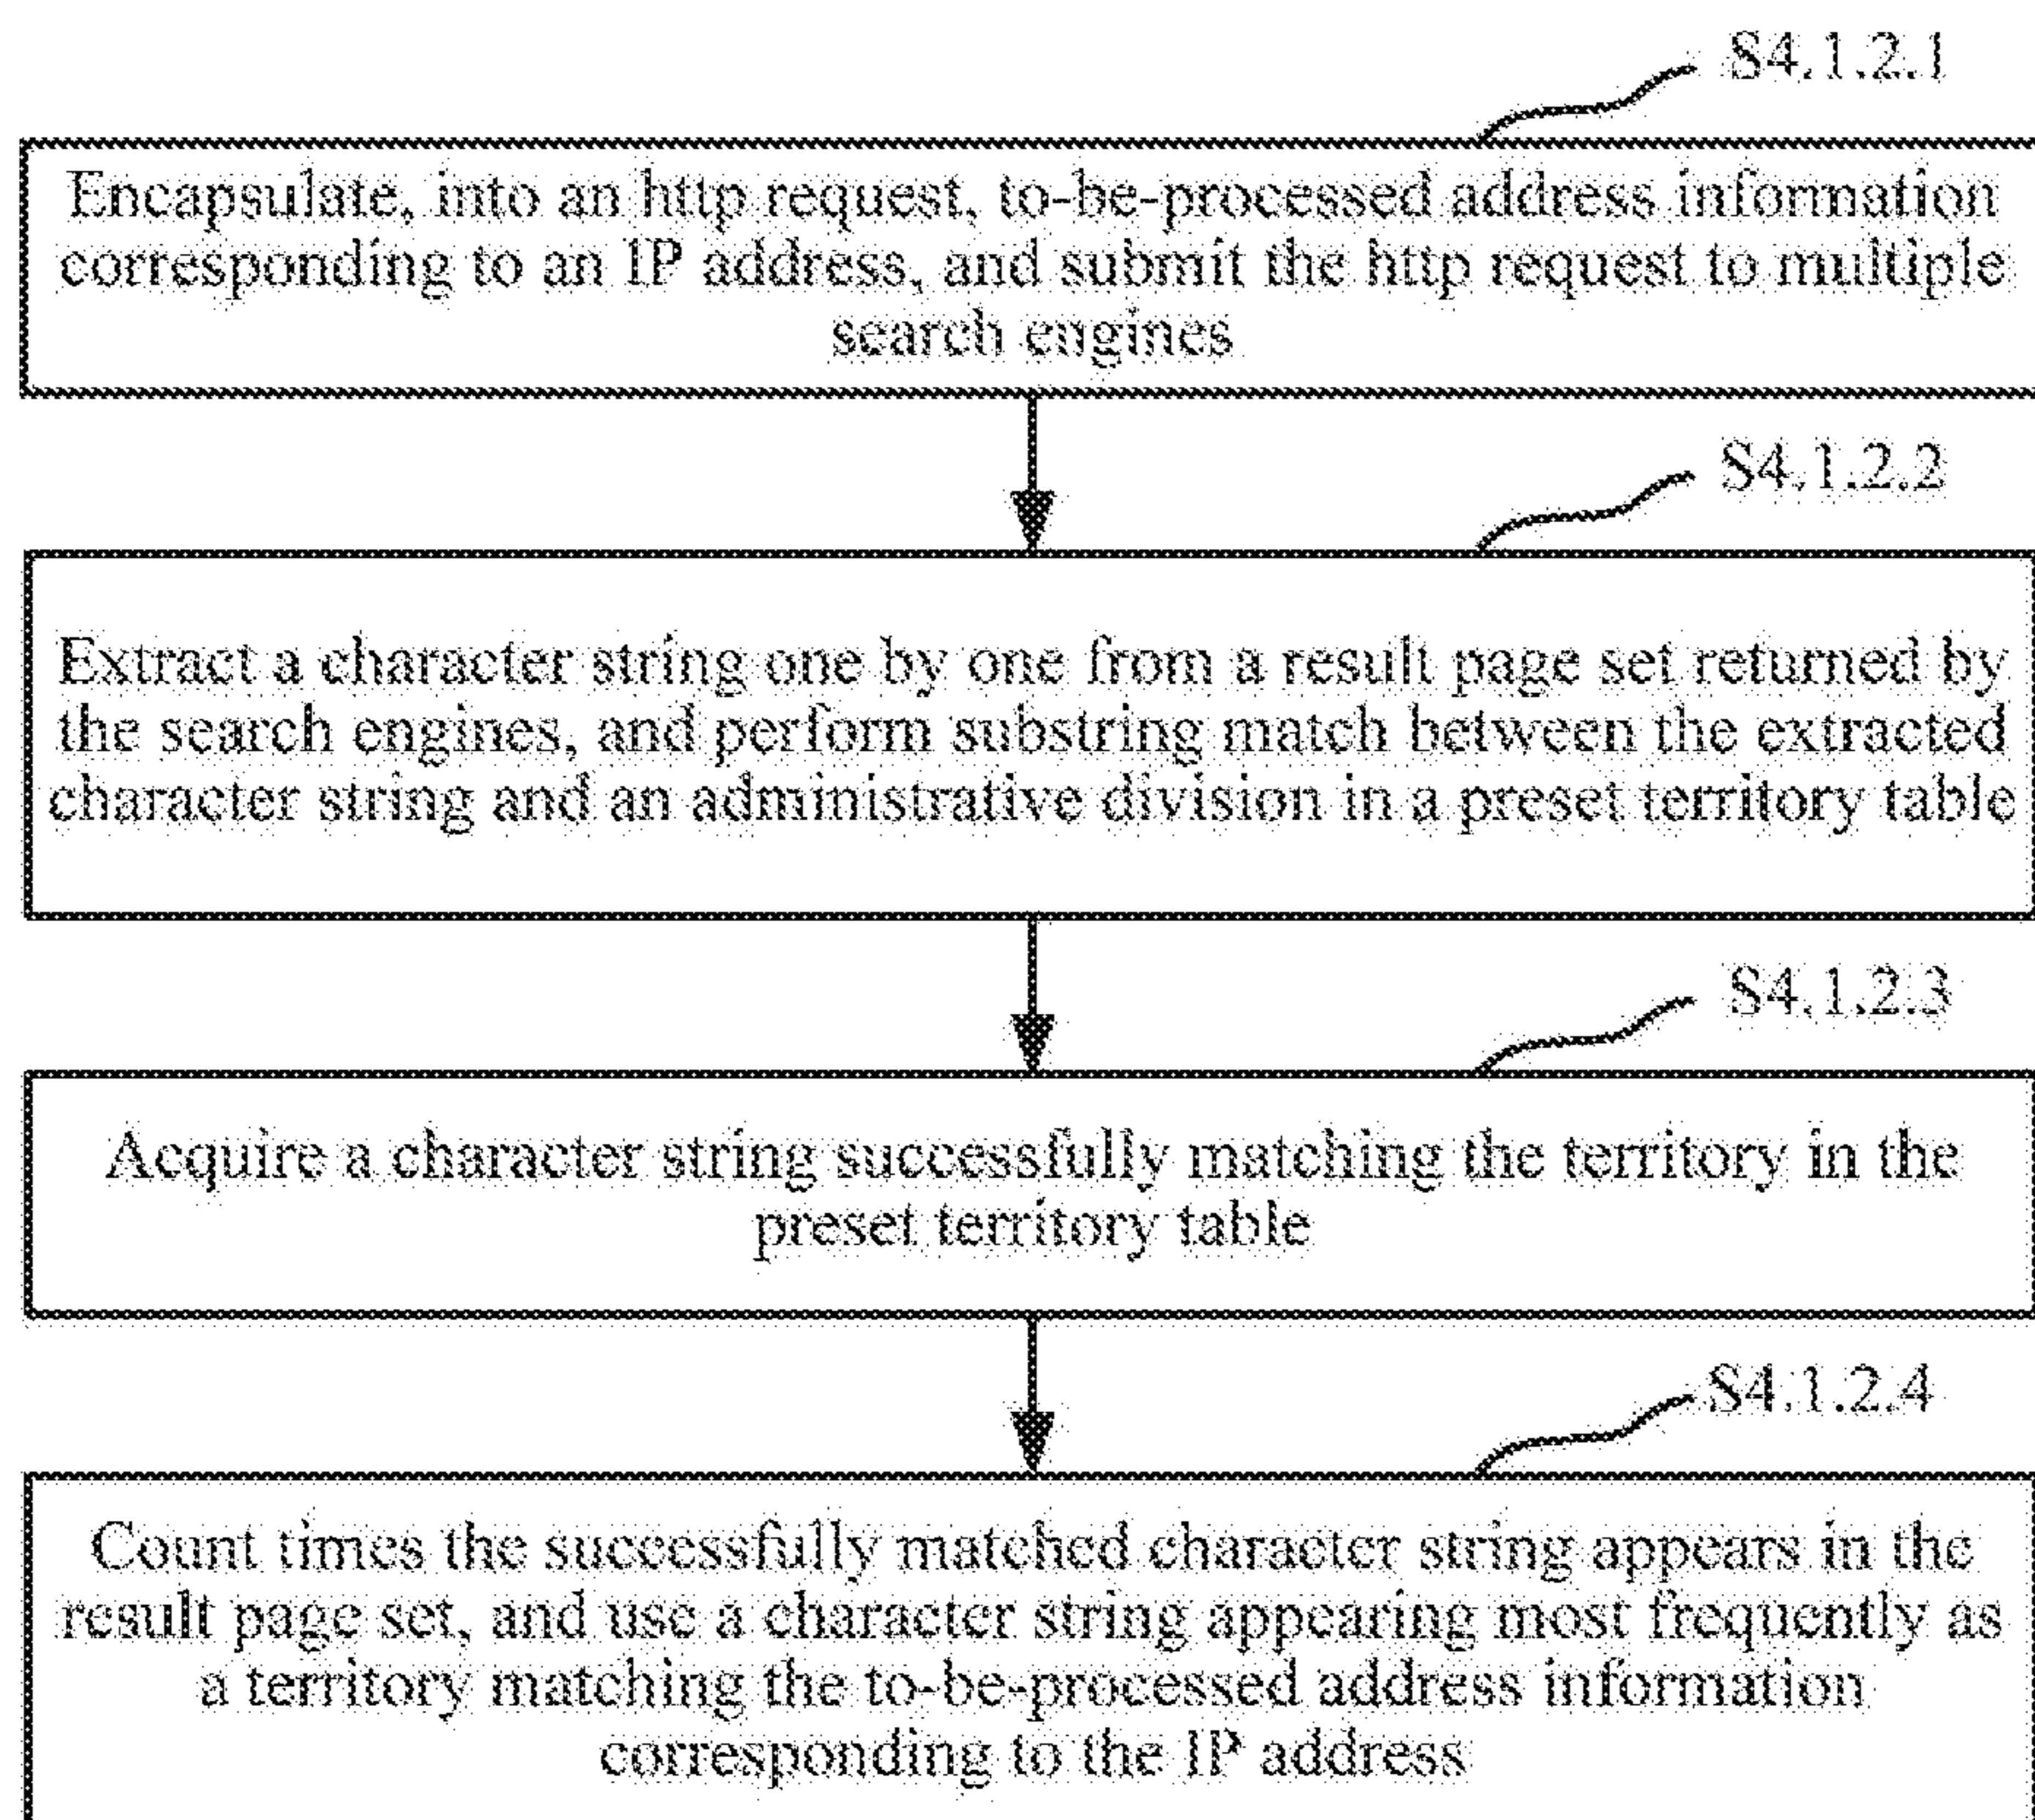 S4.1.2.1
Encapsulate, into an http request, to-be-processed address information
corresponding to an IP address, and submit the http request to multiple
search engines
S4.1.2.2
Extract a character string one by one from a result page set returned by
the search engines, and perform substring match between the extracted
character string and an administrative division in a preset territory table
S4.1.2.3
Acquire a character string successfully matching the territory in the
preset territory table
S4.1.2.4
Count times the successfully matched character string appears in the
result page set, and use a character string appearing most frequently as
a territory matching the to-be-processed address information
corresponding to the IP address